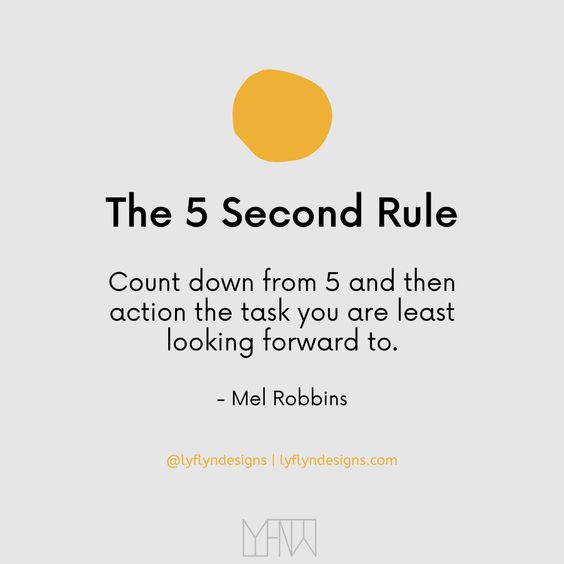 The 5 Second Rule
Count down from 5 and then
action the task you are least
looking forward to.
- Mel Robbins
@lyflyndesigns | lyflyndesigns.com